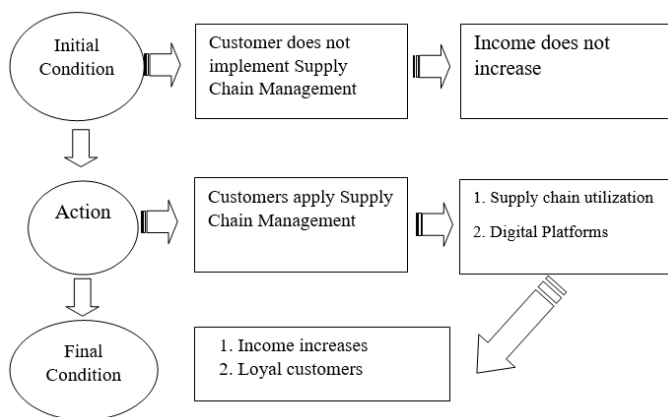 Initial
Condition
Customer does not
implement Supply
Chain Management
Income does not
increase
Action
Customers apply Supply
Chain Management
1. Supply chain utilization
2. Digital Platforms
Final
Condition
1. Income increases
2. Loyal customers